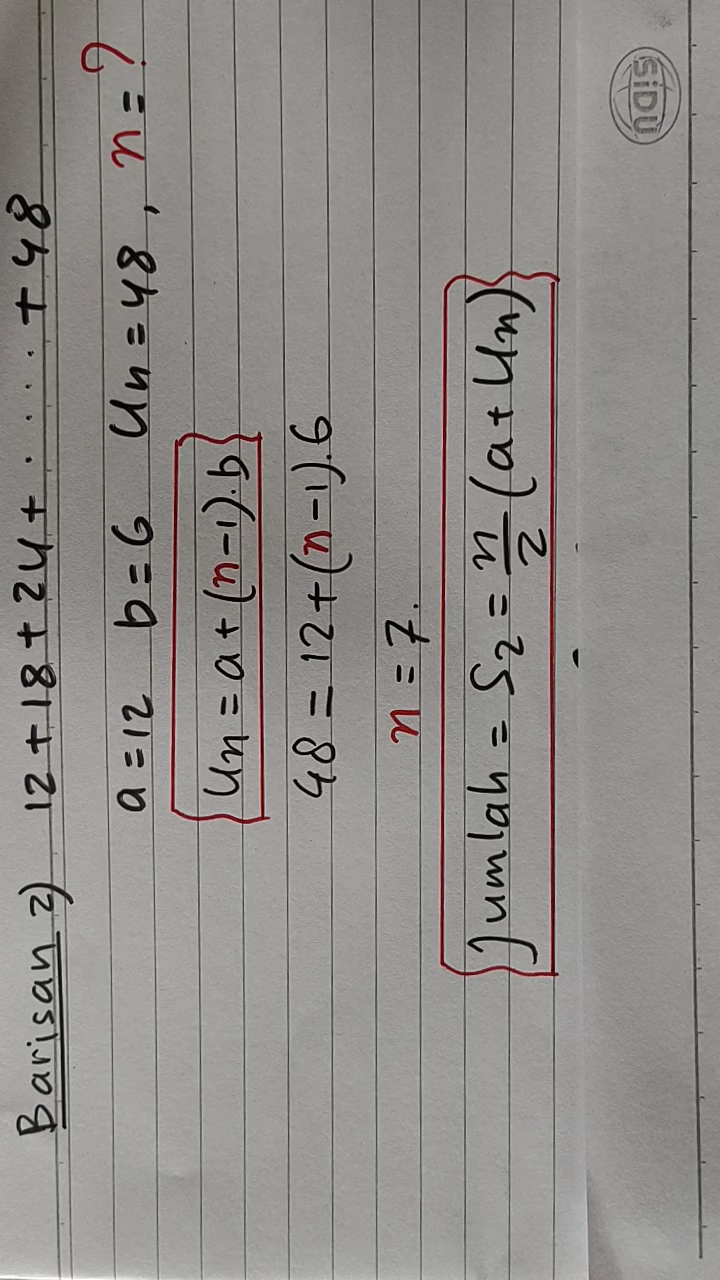 Barisan 2) 12 + 18 + 24 + ..... + 48
a = 12 b = 6 Un = 48 , n = ?
Un = a + (n-1).b
48 = 12 + (n-1).6
n = 7.
Jumlah = S2 = n/2 (a + Un)
SiDU